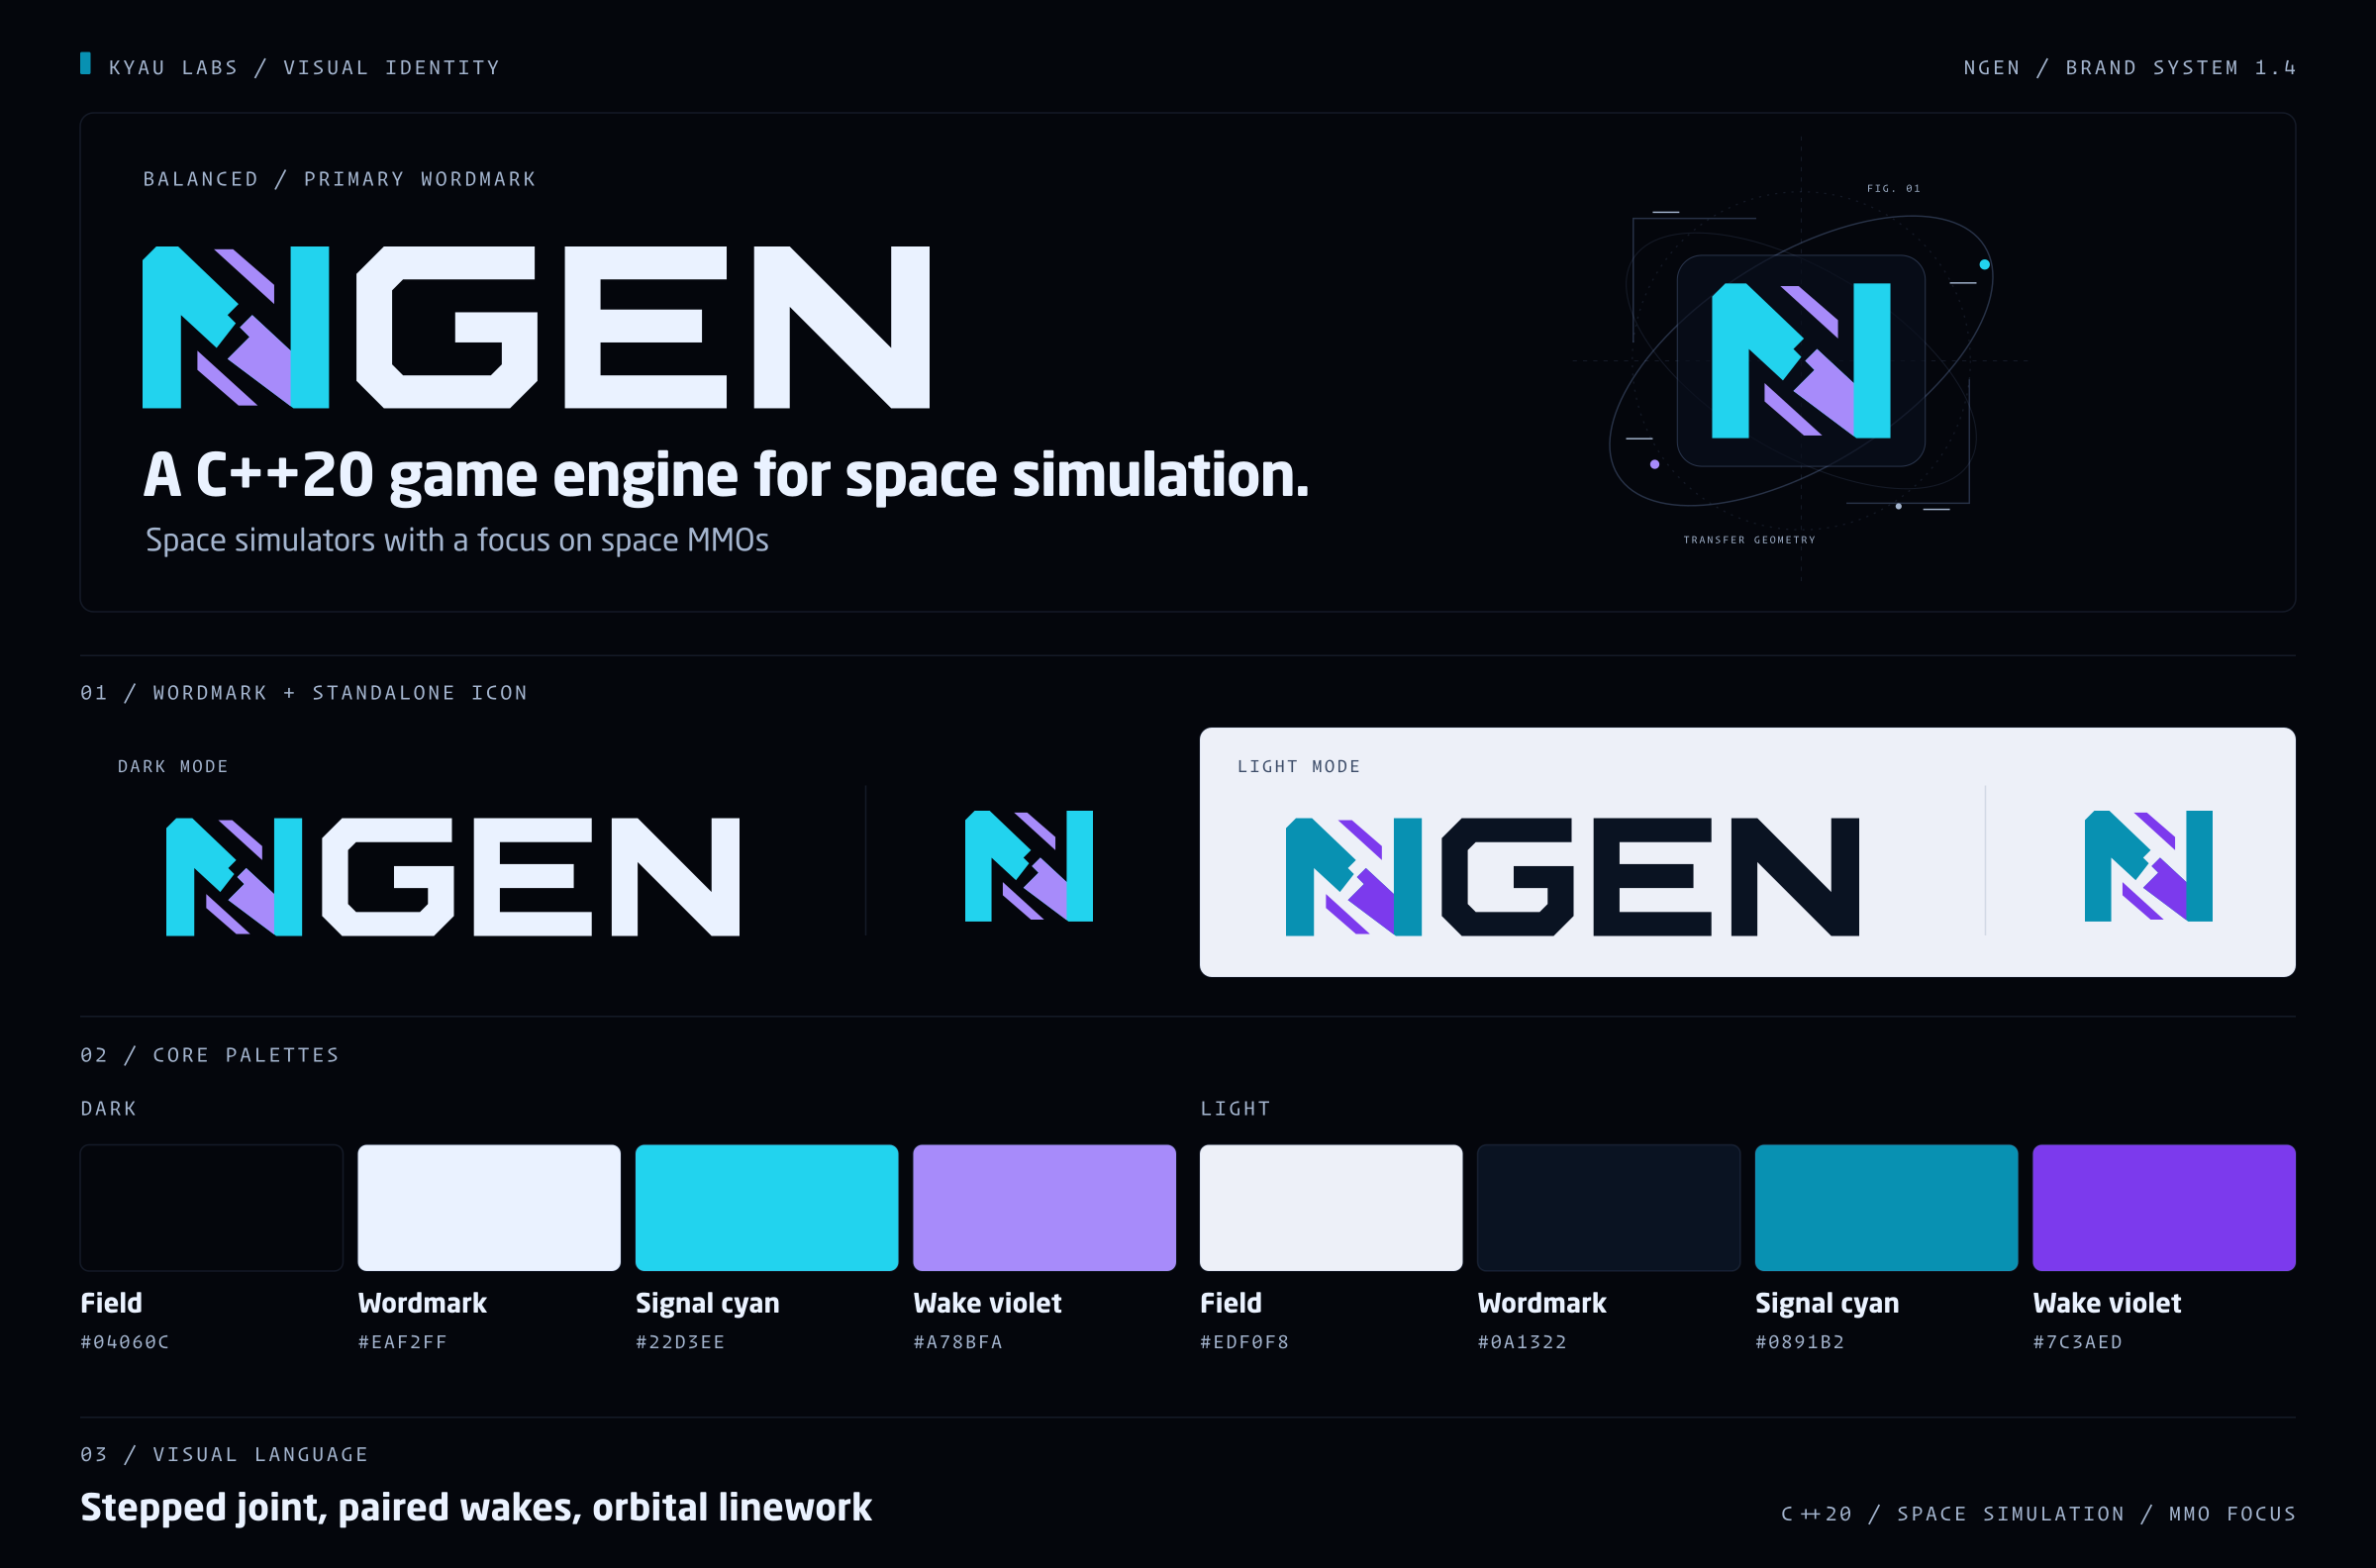 KYAU LABS / VISUAL IDENTITY
NGEN / BRAND SYSTEM 1.4
BALANCED / PRIMARY WORDMARK
NGEN
A C++20 game engine for space simulation.
Space simulators with a focus on space MMOs
FIG. 01
N
TRANSFER GEOMETRY
01 / WORDMARK + STANDALONE ICON
DARK MODE
NGEN
N
LIGHT MODE
NGEN
N
02 / CORE PALETTES
DARK
Field
#04060C
Wordmark
#EAF2FF
Signal cyan
#22D3EE
Wake violet
#A78BFA
LIGHT
Field
#EDF0F8
Wordmark
#0A1322
Signal cyan
#0891B2
Wake violet
#7C3AED
03 / VISUAL LANGUAGE
Stepped joint, paired wakes, orbital linework
C++20 / SPACE SIMULATION / MMO FOCUS